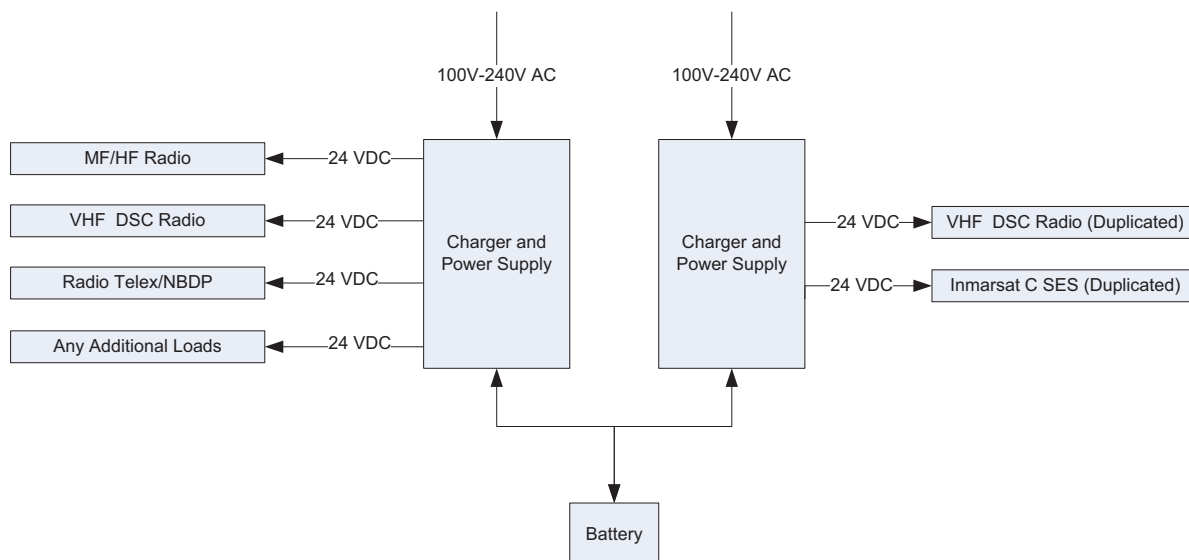 100V-240V AC
100V-240V AC
MF/HF Radio
24 VDC
VHF DSC Radio
24 VDC
Radio Telex/NBDP
24 VDC
Any Additional Loads
24 VDC
Charger and
Power Supply
Charger and
Power Supply
24 VDC
VHF DSC Radio (Duplicated)
24 VDC
Inmarsat C SES (Duplicated)
Battery